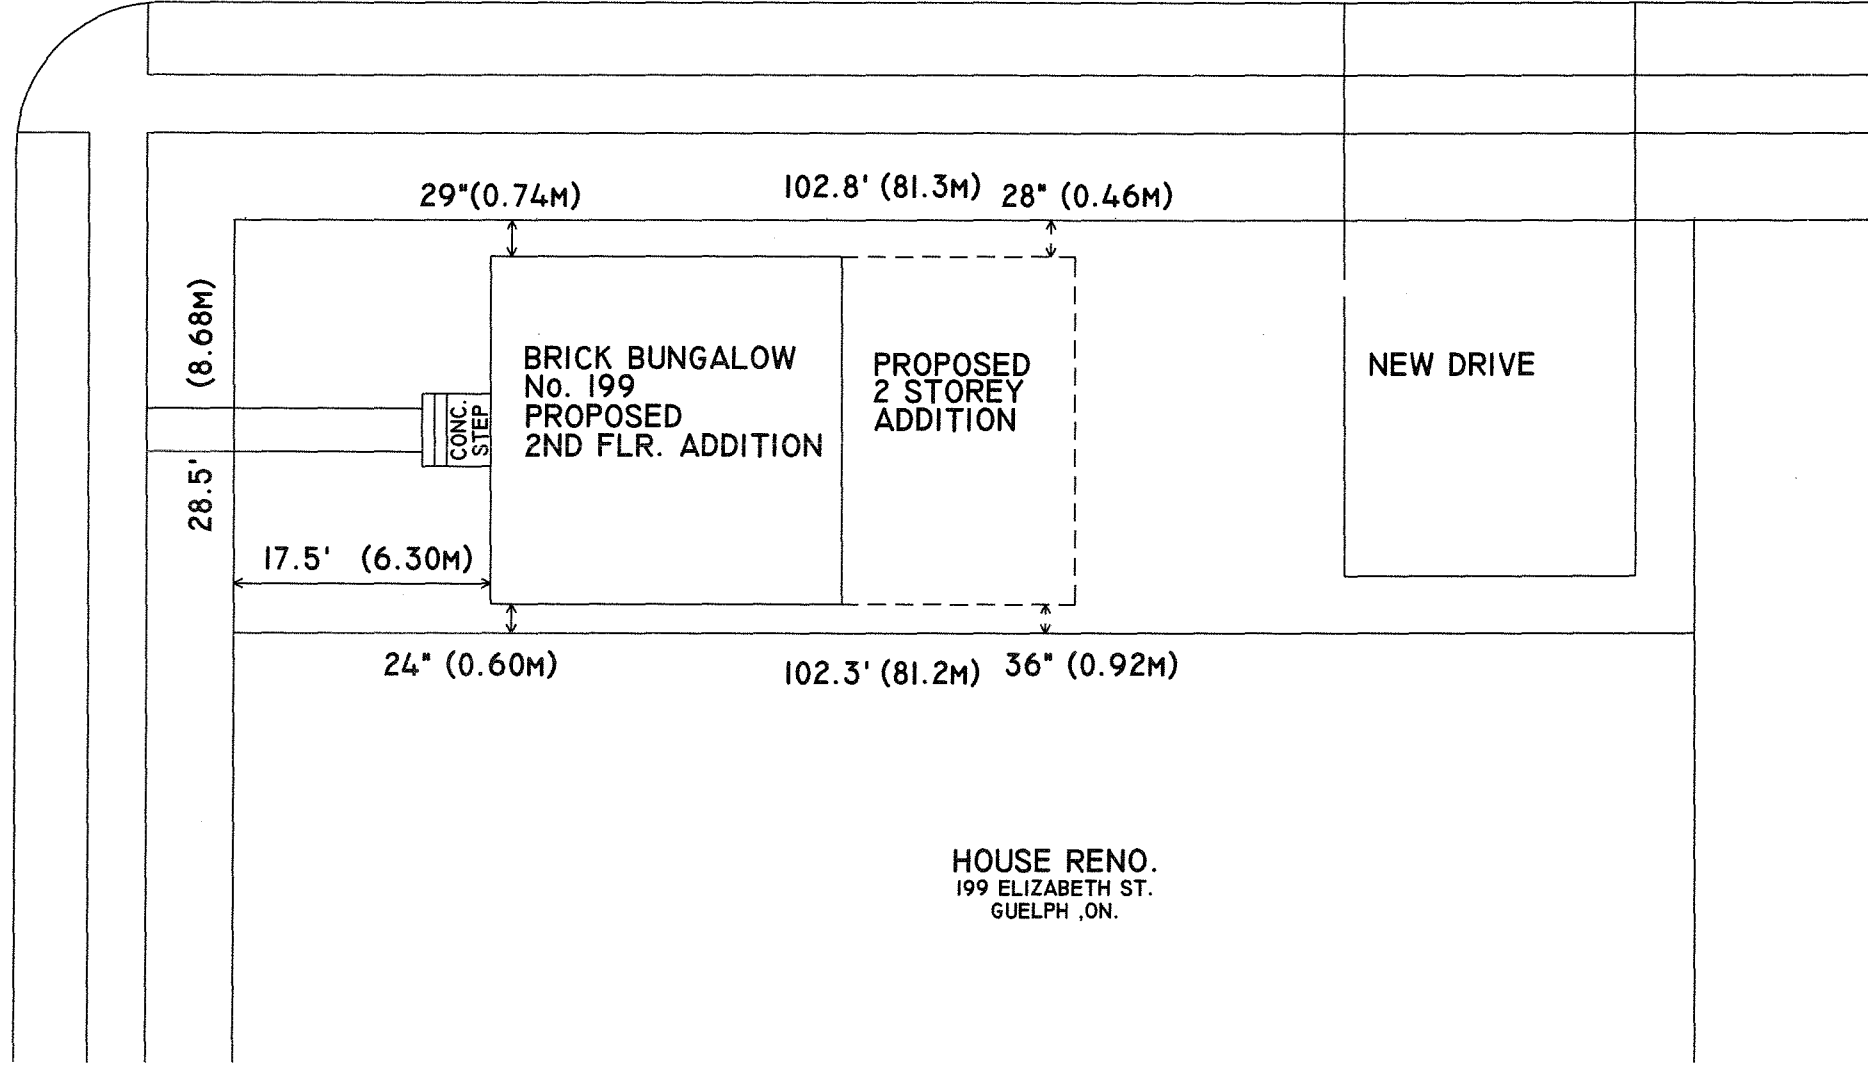 29"(0.74M)
102.8' (81.3M)
28" (0.46M)
28.5' (8.68M)
BRICK BUNGALOW
No. 199
PROPOSED
2ND FLR. ADDITION
PROPOSED
2 STOREY
ADDITION
NEW DRIVE
CONC.
STEP
17.5' (6.30M)
24" (0.60M)
102.3' (81.2M)
36" (0.92M)
HOUSE RENO.
199 ELIZABETH ST.
GUELPH ,ON.